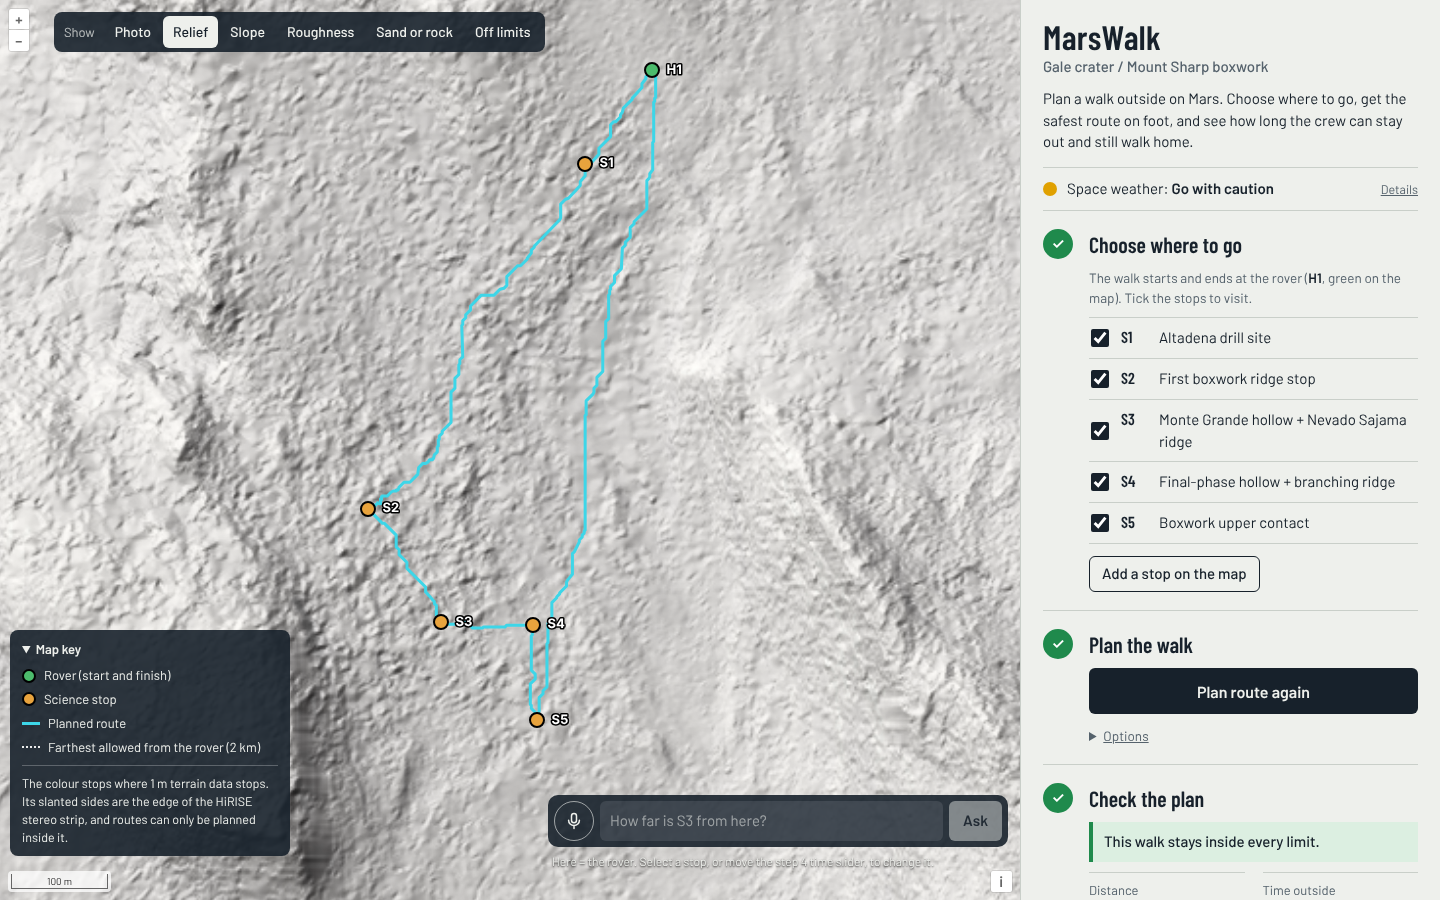 +
−
Show Photo Relief Slope Roughness Sand or rock Off limits
H1
S1
S2
S3
S4
S5
▼ Map key
Rover (start and finish)
Science stop
Planned route
Farthest allowed from the rover (2 km)
The colour stops where 1 m terrain data stops.
Its slanted sides are the edge of the HiRISE
stereo strip, and routes can only be planned
inside it.
100 m
How far is S3 from here?
Ask
Here = the rover. Select a stop, or move the step 4 time slider, to change it.
i
MarsWalk
Gale crater / Mount Sharp boxwork
Plan a walk outside on Mars. Choose where to go, get the
safest route on foot, and see how long the crew can stay
out and still walk home.
Space weather: Go with caution Details
Choose where to go
The walk starts and ends at the rover (H1, green on the
map). Tick the stops to visit.
S1 Altadena drill site
S2 First boxwork ridge stop
S3 Monte Grande hollow + Nevado Sajama
ridge
S4 Final-phase hollow + branching ridge
S5 Boxwork upper contact
Add a stop on the map
Plan the walk
Plan route again
▶ Options
Check the plan
This walk stays inside every limit.
Distance Time outside